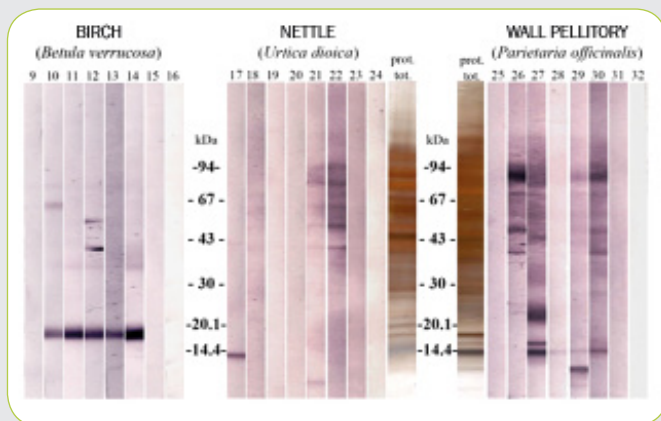 BIRCH
(Betula verrucosa)
9 10 11 12 13 14 15 16
NETTLE
(Urtica dioica)
17 18 19 20 21 22 23 24
prot.
tot.
WALL PELLITORY
(Parietaria officinalis)
prot.
tot.
25 26 27 28 29 30 31 32
kDa
-94-
- 67
- 43
- 30
-20.1-
-14.4
kDa
-94-
- 67 -
- 43 -
- 30 -
-20.1-
-14.4